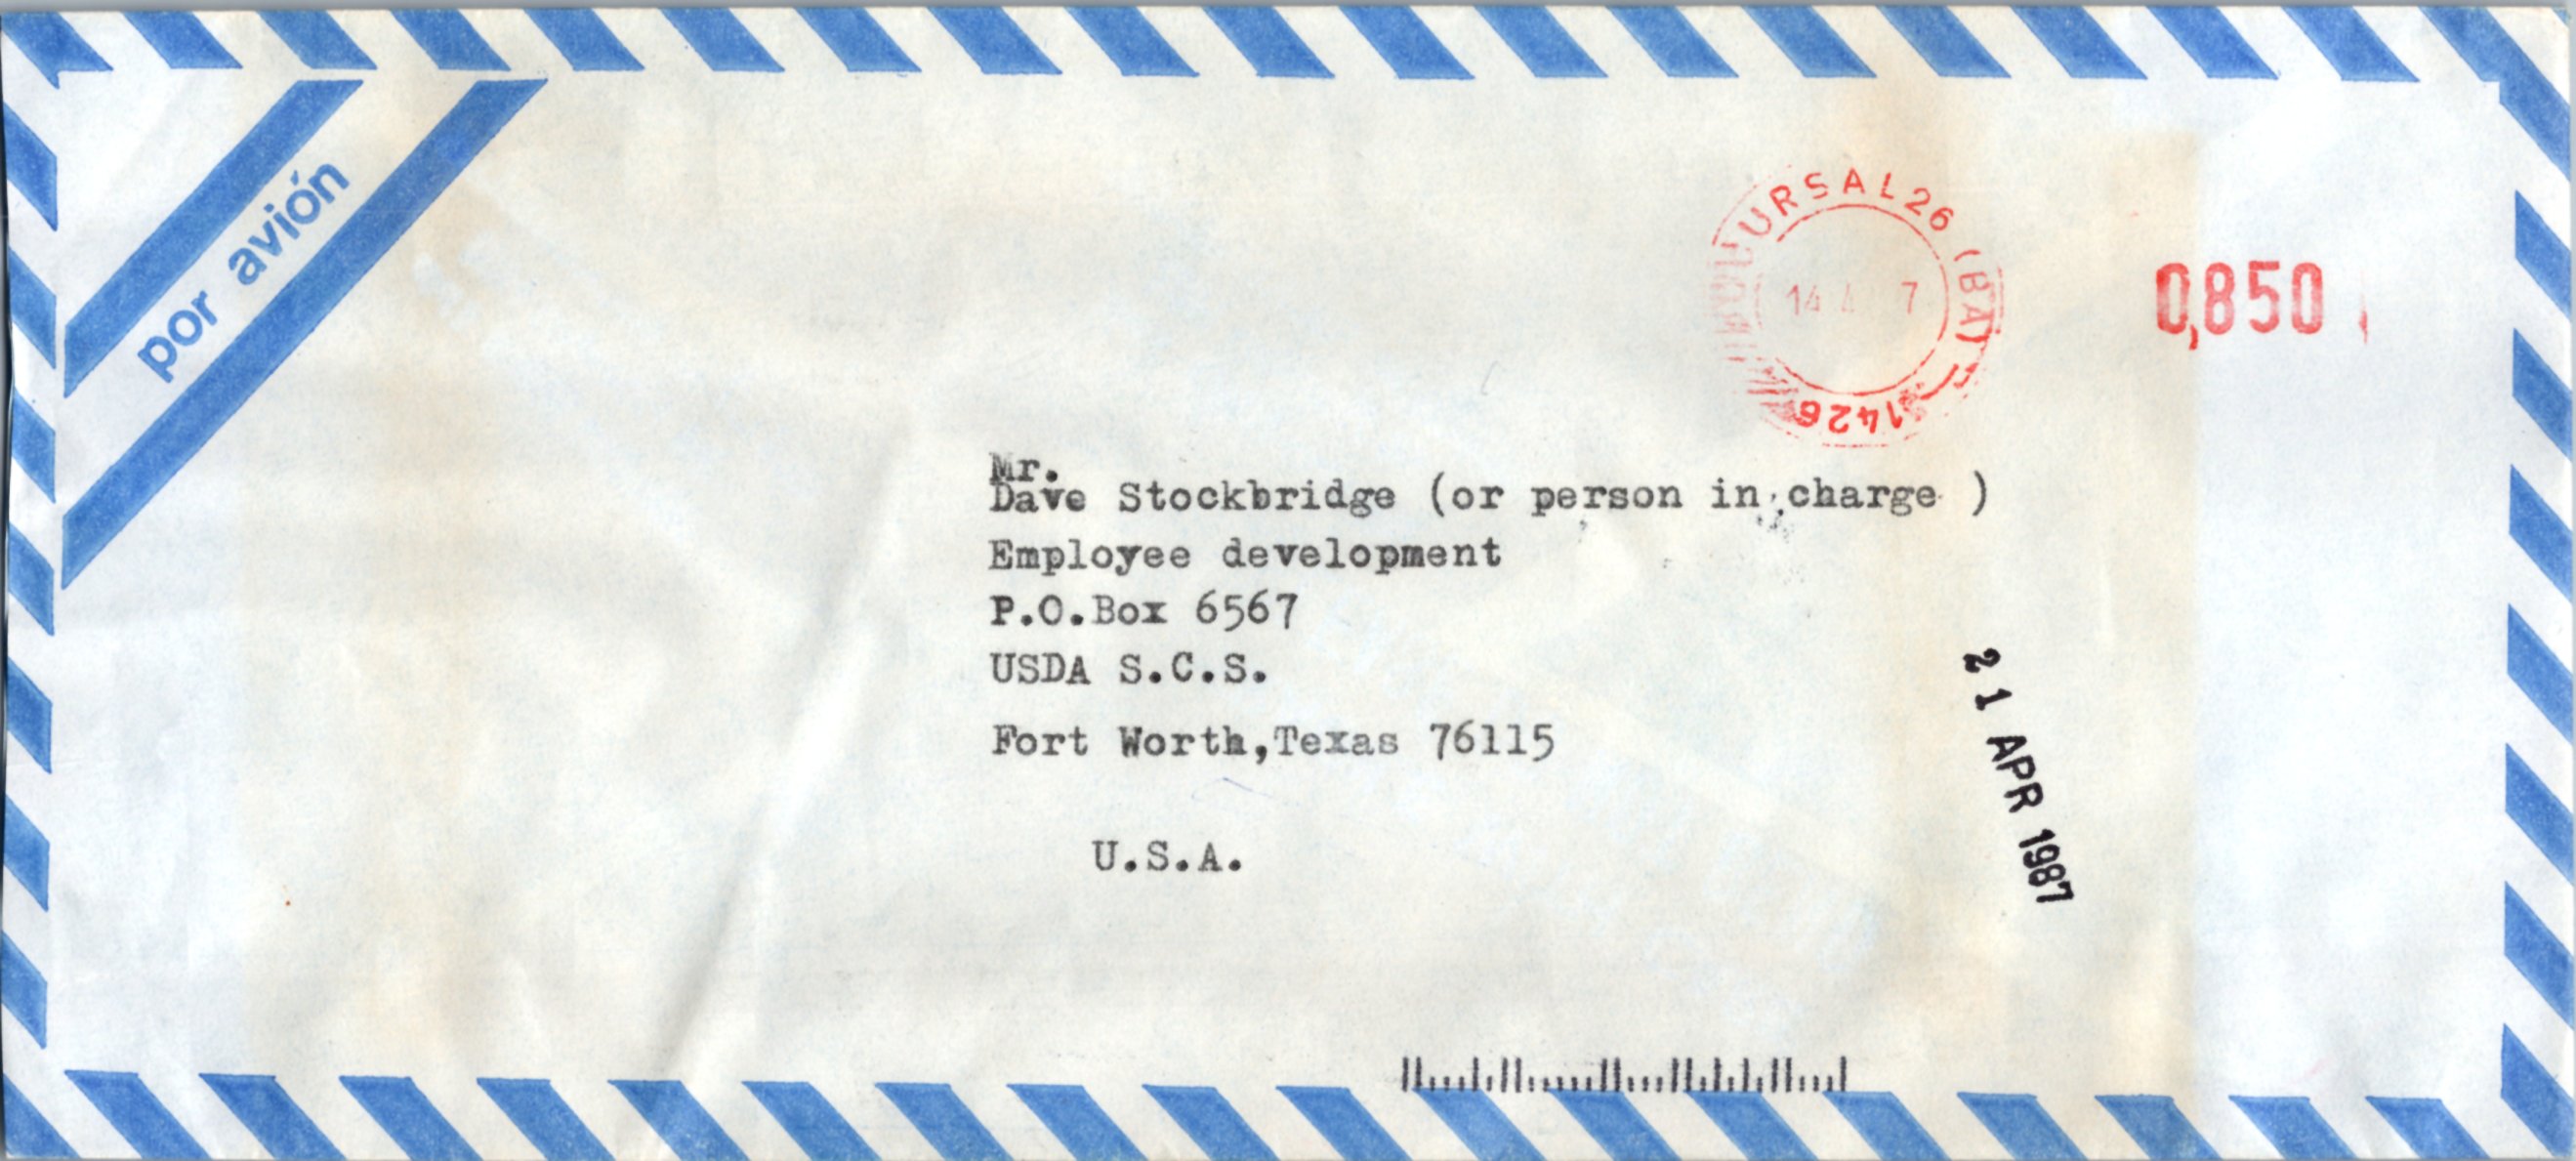 por avión
URSAL 26 (BA)
14 A 7
1426
0,850
Mr.
Dave Stockbridge (or person in charge )
Employee development
P.O.Box 6567
USDA S.C.S.
Fort Worth,Texas 76115
U.S.A.
21 APR 1987